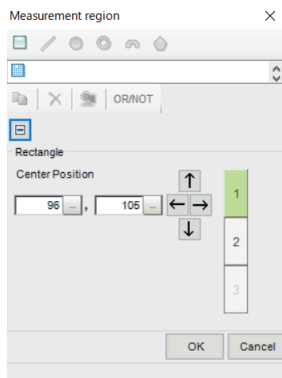 Measurement region
OR/NOT
Rectangle
Center Position
96 ... , 105 ...
1
2
3
OK Cancel